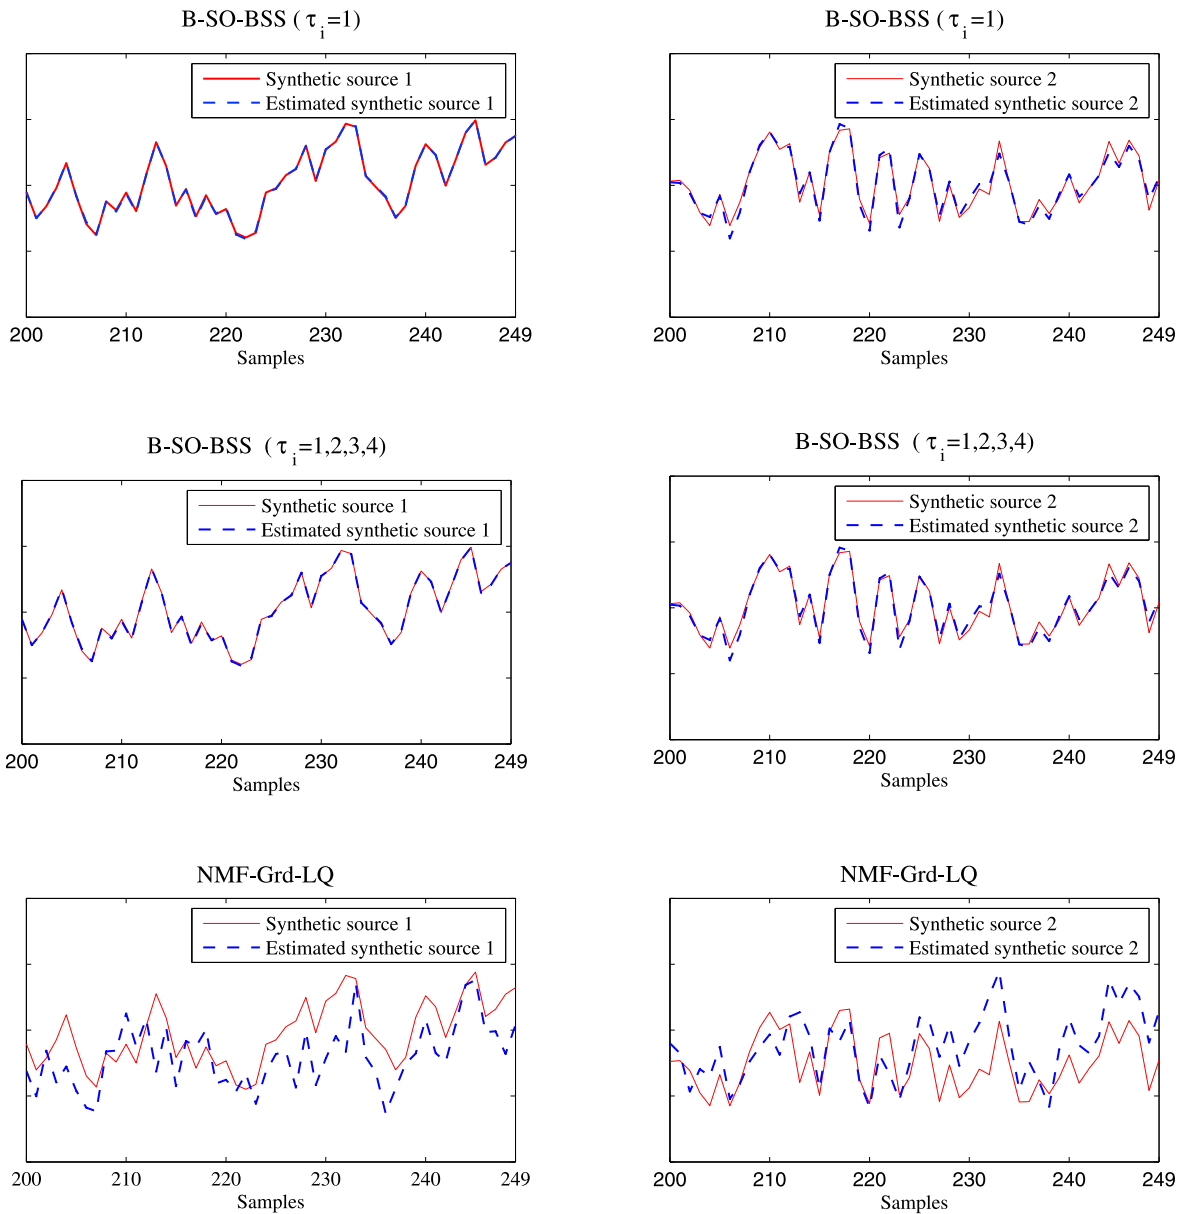 B-SO-BSS ( τi=1)
Synthetic source 1
Estimated synthetic source 1
200 210 220 230 240 249
Samples
B-SO-BSS ( τi=1)
Synthetic source 2
Estimated synthetic source 2
200 210 220 230 240 249
Samples
B-SO-BSS ( τi=1,2,3,4)
Synthetic source 1
Estimated synthetic source 1
200 210 220 230 240 249
Samples
B-SO-BSS ( τi=1,2,3,4)
Synthetic source 2
Estimated synthetic source 2
200 210 220 230 240 249
Samples
NMF-Grd-LQ
Synthetic source 1
Estimated synthetic source 1
200 210 220 230 240 249
Samples
NMF-Grd-LQ
Synthetic source 2
Estimated synthetic source 2
200 210 220 230 240 249
Samples